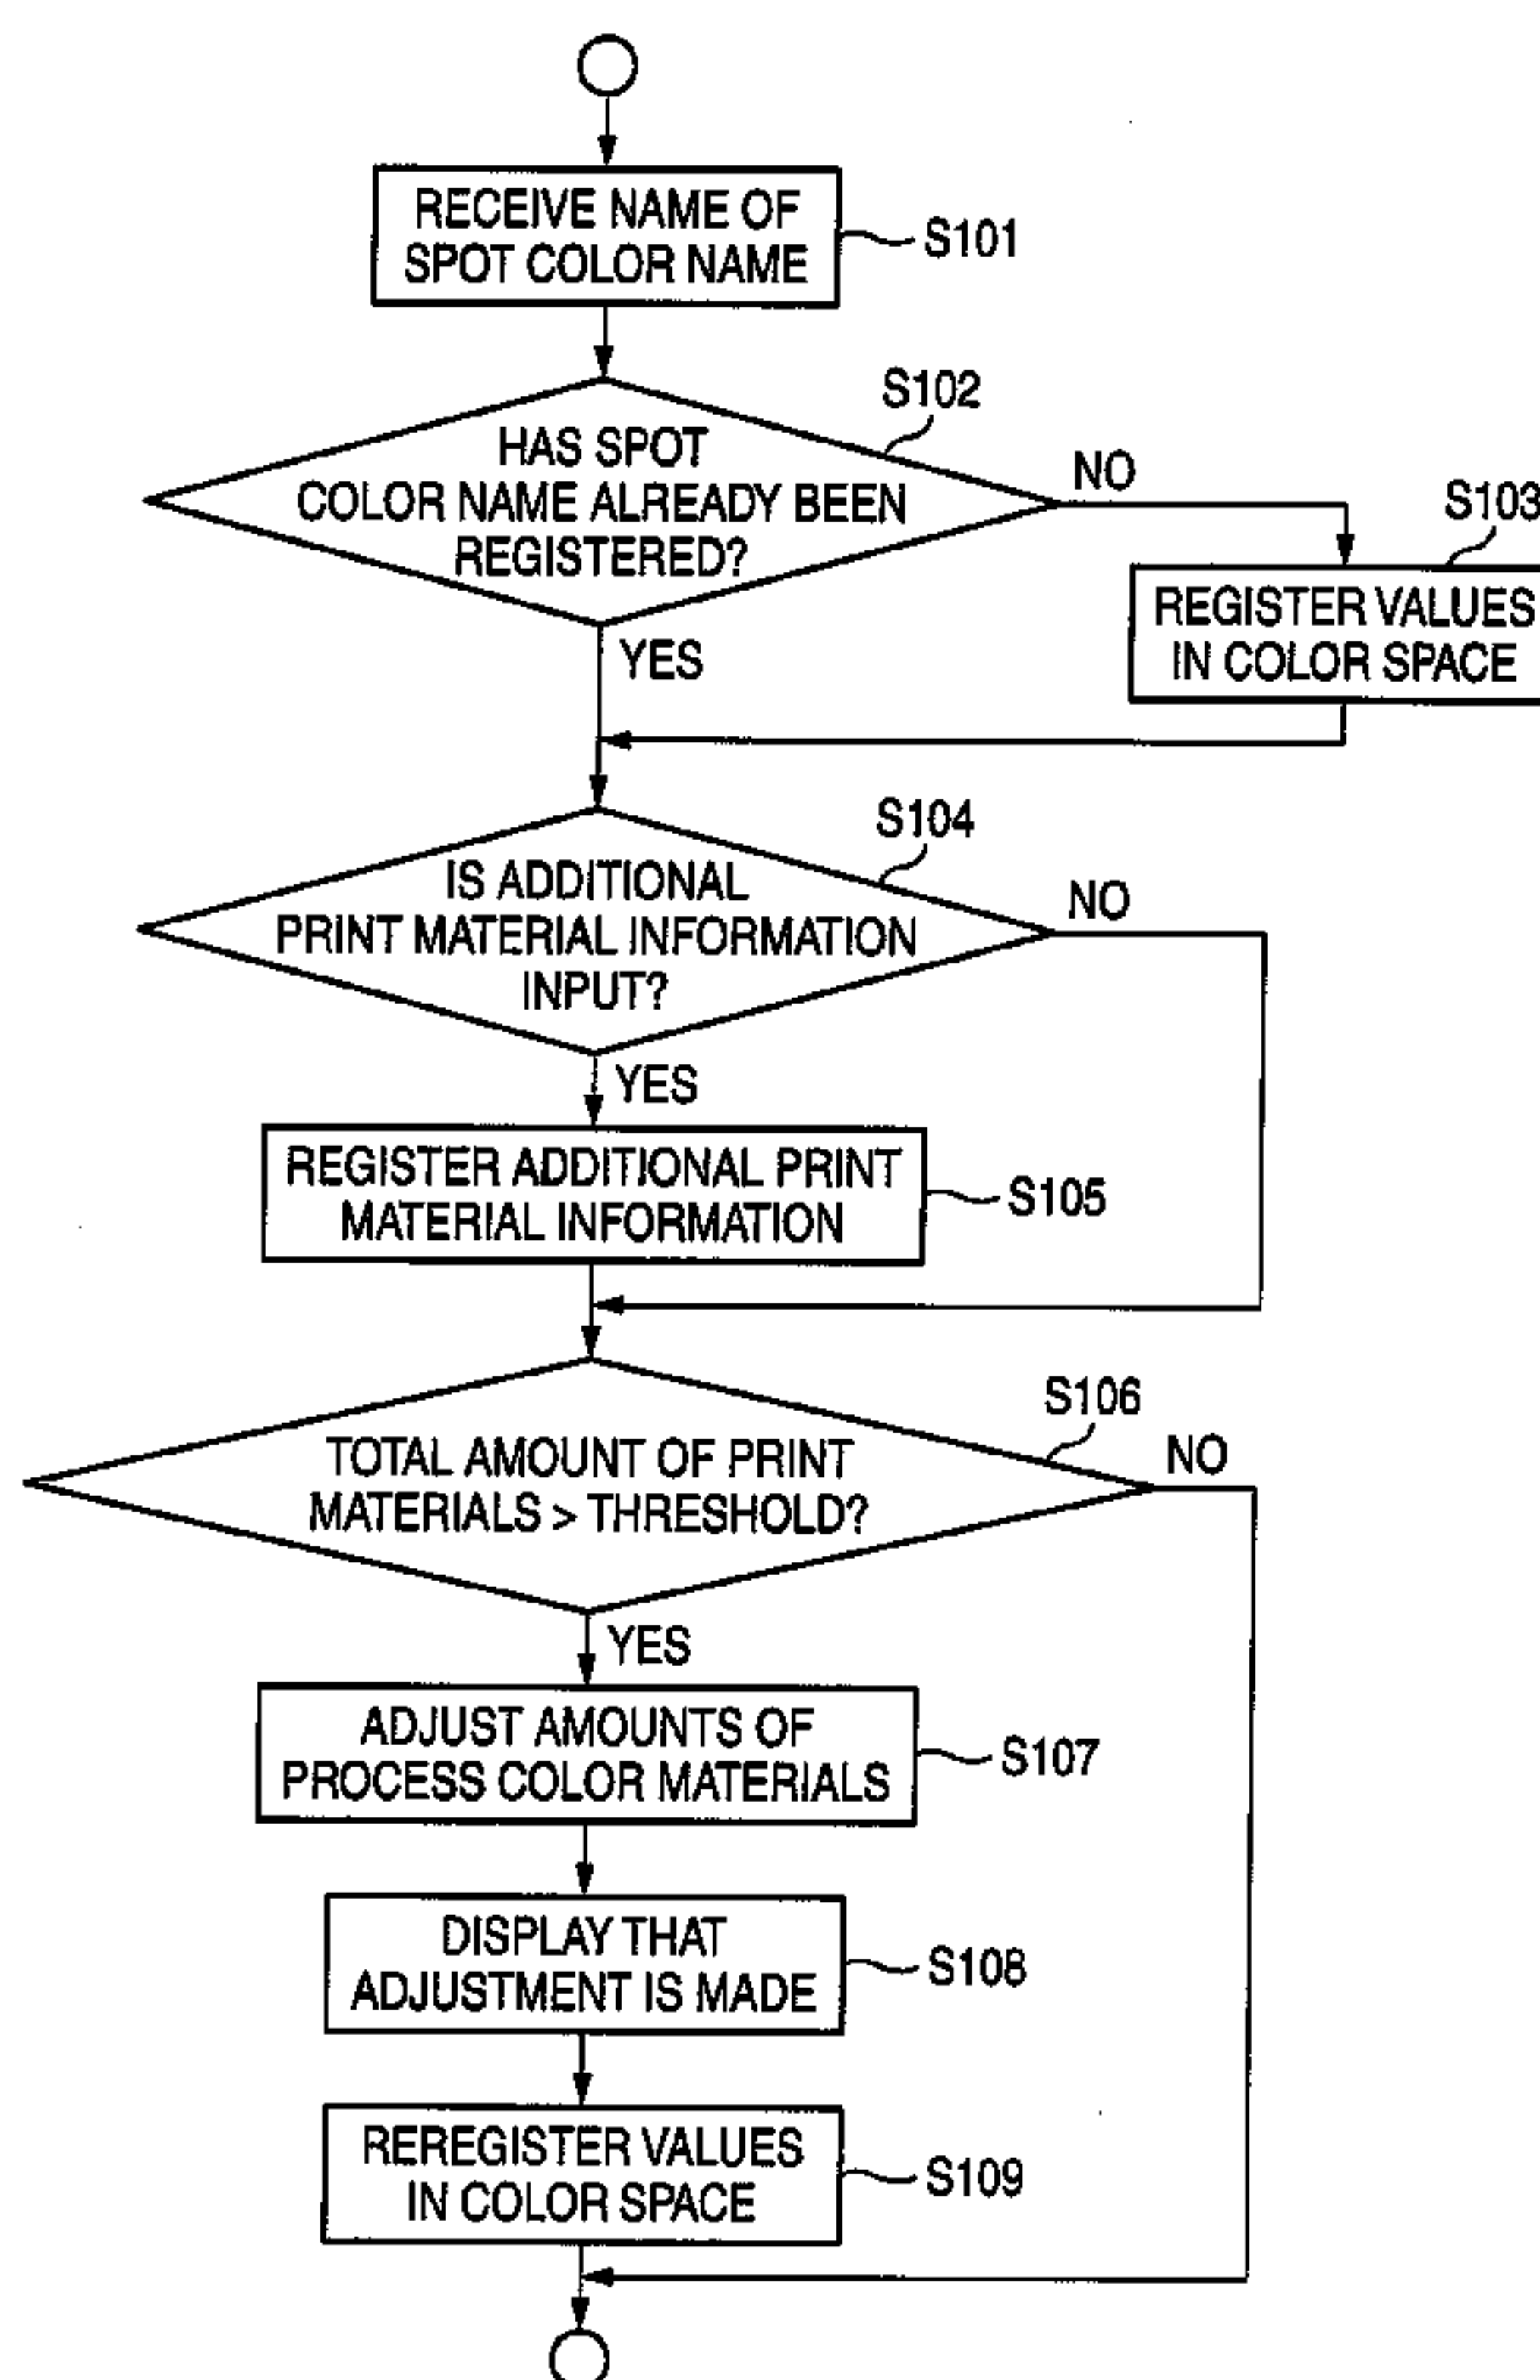 RECEIVE NAME OF
SPOT COLOR NAME
S101
S102
HAS SPOT
COLOR NAME ALREADY BEEN
REGISTERED?
NO
S103
REGISTER VALUES
IN COLOR SPACE
YES
S104
IS ADDITIONAL
PRINT MATERIAL INFORMATION
INPUT?
NO
YES
REGISTER ADDITIONAL PRINT
MATERIAL INFORMATION
S105
S106
TOTAL AMOUNT OF PRINT
MATERIALS > THRESHOLD?
NO
YES
ADJUST AMOUNTS OF
PROCESS COLOR MATERIALS
S107
DISPLAY THAT
ADJUSTMENT IS MADE
S108
REREGISTER VALUES
IN COLOR SPACE
S109